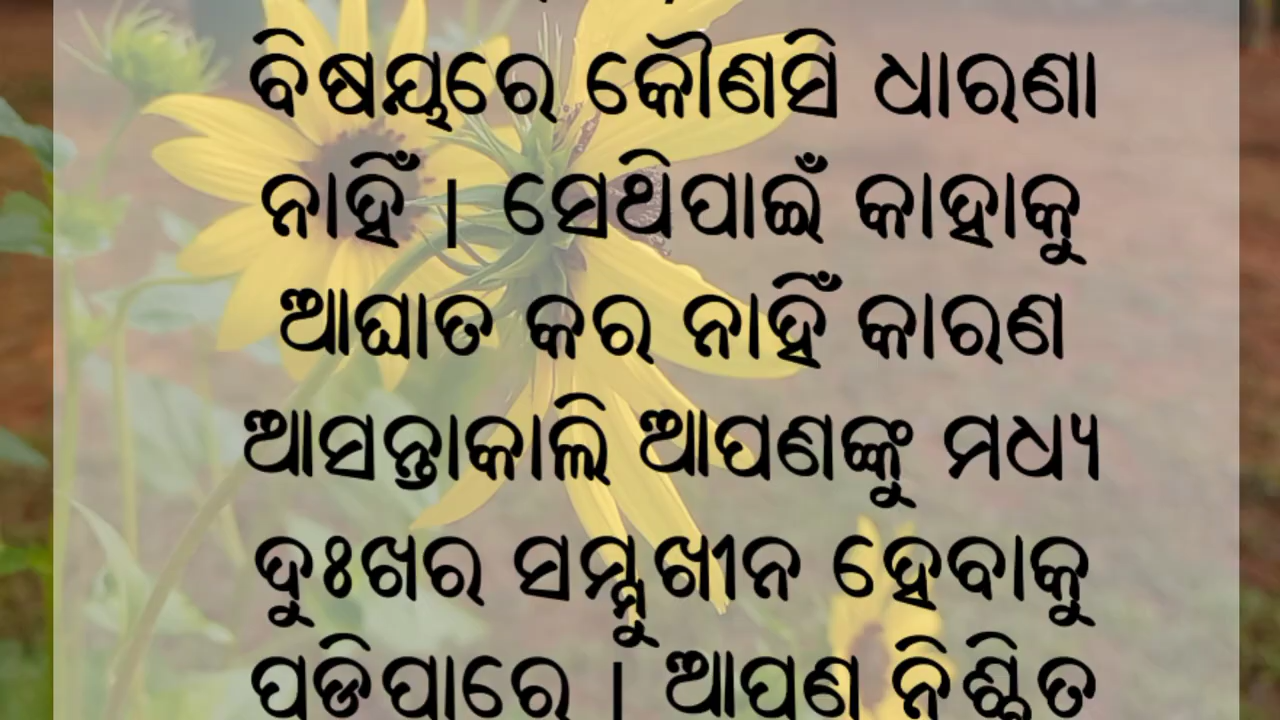 ବିଷୟରେ କୌଣସି ଧାରଣା
ନାହିଁ | ସେଥିପାଇଁ କାହାକୁ
ଆଘାତ କର ନାହିଁ କାରଣ
ଆସନ୍ତାକାଲି ଆପଣଙ୍କୁ ମଧ୍ୟ
ଦୁଃଖର ସମ୍ମୁଖୀନ ହେବାକୁ
ପଡିପାରେ | ଆପଣ ନିଶ୍ଚିତ